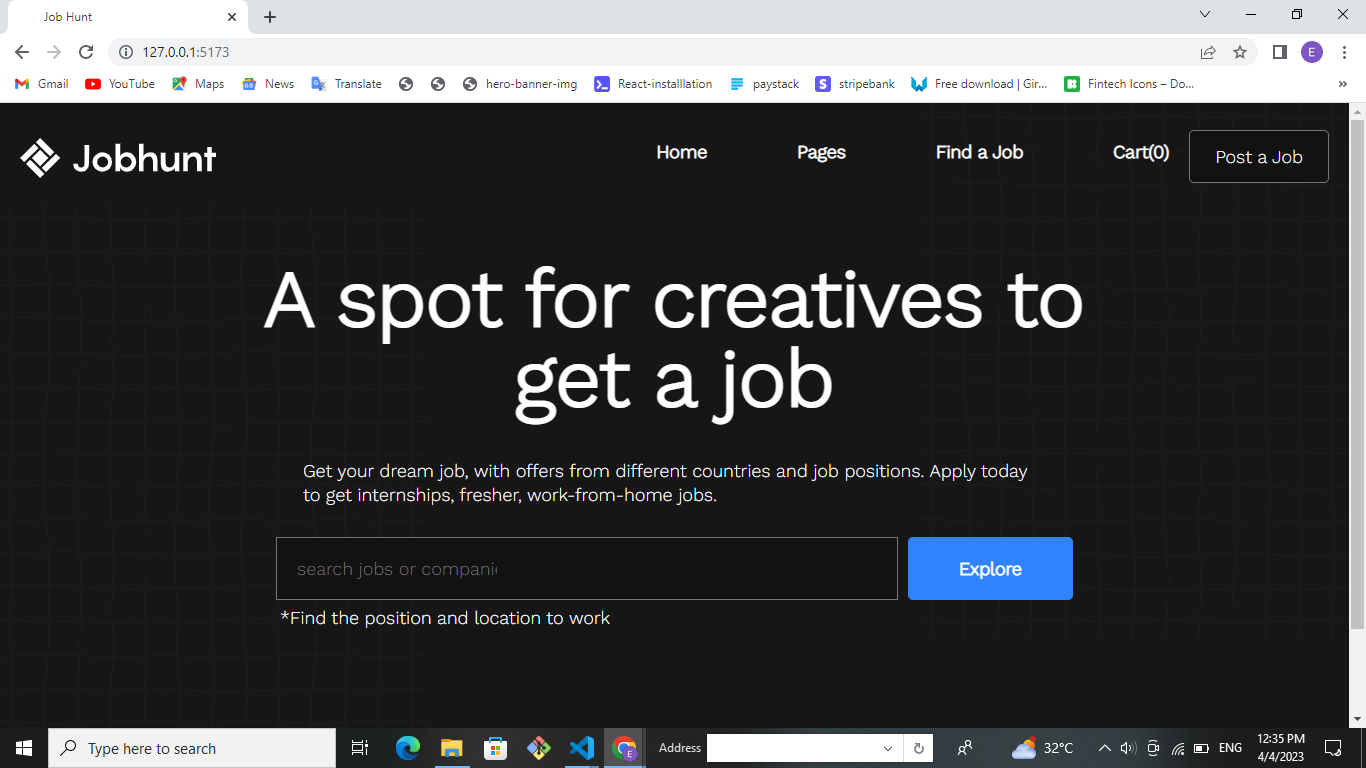 Job Hunt
127.0.0.1:5173
E
Gmail YouTube Maps News Translate hero-banner-img React-installlation paystack stripebank Free download | Gir... Fintech Icons – Do... »
Jobhunt
Home Pages Find a Job Cart(0) Post a Job
A spot for creatives to
get a job
Get your dream job, with offers from different countries and job positions. Apply today
to get internships, fresher, work-from-home jobs.
search jobs or companie
Explore
*Find the position and location to work
Type here to search
Address
32°C
ENG
12:35 PM
4/4/2023